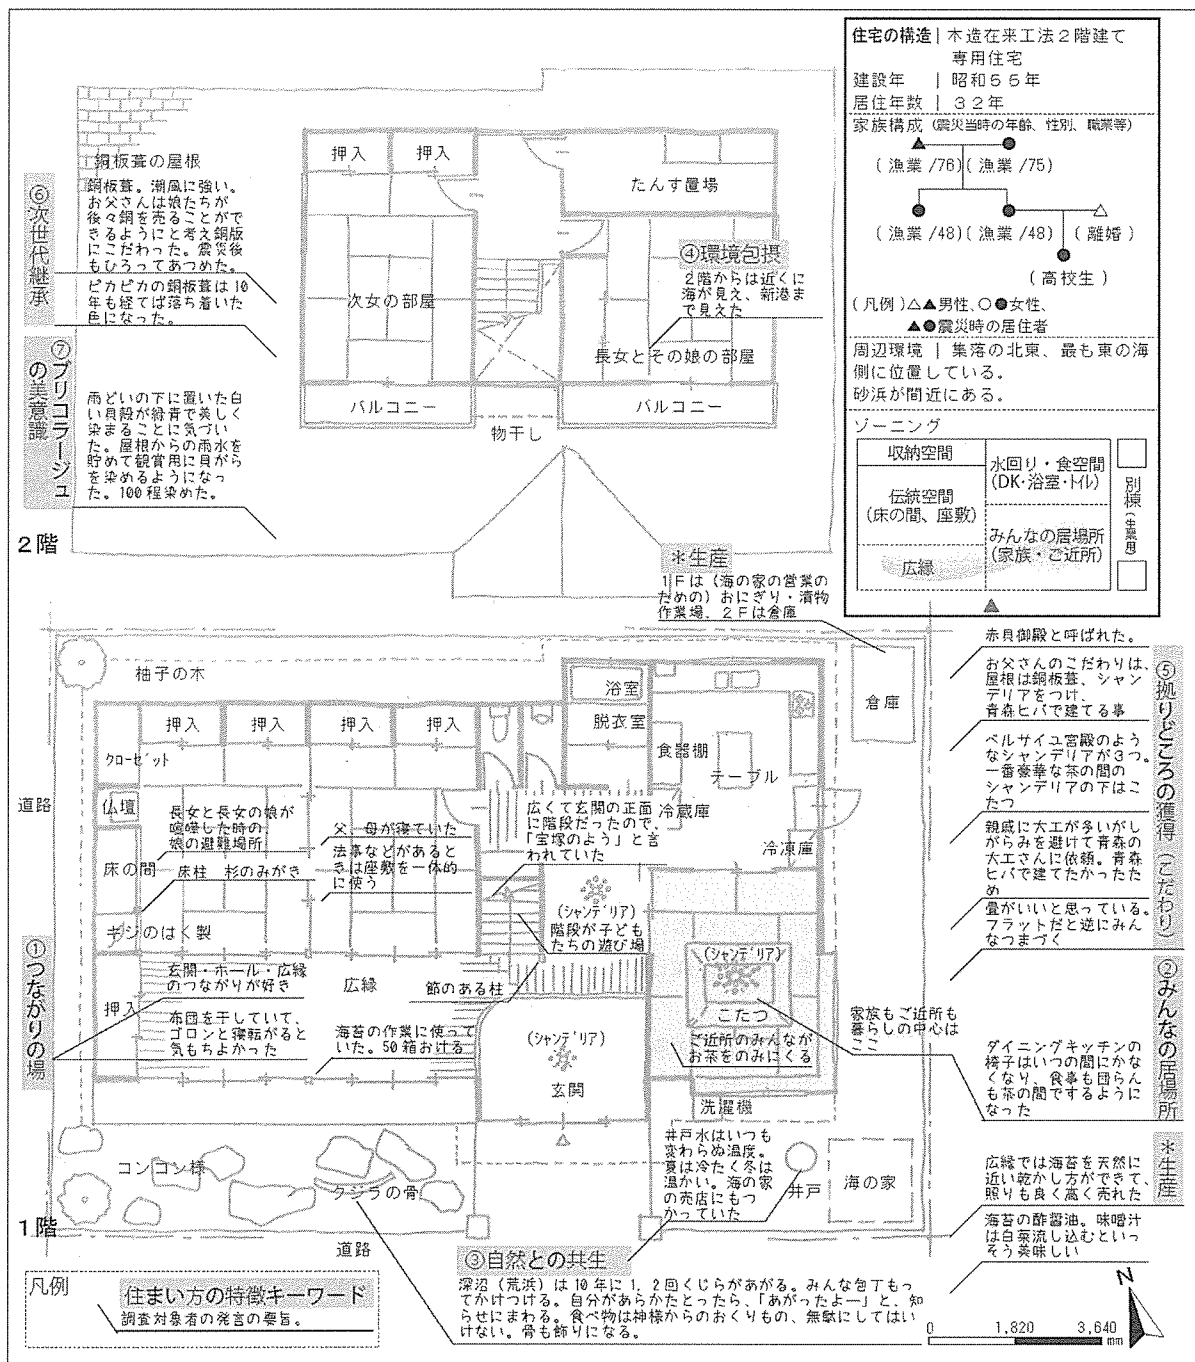 住宅の構造|木造在来工法２階建て
専用住宅
建設年 |昭和５５年
居住年数|３２年
家族構成(震災当時の年齢、性別、職業等)
(漁業/76)(漁業/75)
(漁業/48)(漁業/48) (離婚)
(高校生)
(凡例)△▲男性、○●女性、
▲●震災時の居住者
周辺環境|集落の北東、最も東の海
側に位置している。
砂浜が間近にある。
ゾーニング
収納空間
伝統空間
(床の間、座敷)
広縁
水回り・食空間
(DK・浴室・トイレ)
みんなの居場所
(家族・ご近所)
別棟(生業用)
⑥次世代継承
銅板葺の屋根
銅板葺。潮風に強い。
お父さんは娘たちが
後々銅を売ることがで
きるようにと考え銅版
にこだわった。震災後
もひろってあつめた。
ピカピカの銅板葺は10
年も経てば落ち着いた
色になった。
⑦ブリコラージュ
の美意識
雨どいの下に置いた白
い貝殻が緑青で美しく
染まることに気づい
た。屋根からの雨水を
貯めて観賞用に貝がら
を染めるようになっ
た。100程染めた。
2階
押入
押入
たんす置場
次女の部屋
④環境包摂
２階からは近くに
海が見え、新港ま
で見えた
長女とその娘の部屋
バルコニー
バルコニー
物干し
＊生産
１Fは(海の家の営業の
ための)おにぎり・漬物
作業場、２Fは倉庫
柚子の木
浴室
脱衣室
倉庫
押入
押入
押入
押入
クローゼット
食器棚
テーブル
道路
仏壇
長女と長女の娘が
喧嘩した時の
娘の避難場所
父、母が寝ていた
法事などがあると
きは座敷を一体的
に使う
広くて玄関の正面
に階段だったので、
「宝塚のよう」と言
われていた
冷蔵庫
冷凍庫
床の間
床柱 杉のみがき
キジのはく製
(シャンデリア)
階段が子ども
たちの遊び場
①つながりの場
玄関・ホール・広縁
のつながりが好き
布団を干していて、
ゴロンと寝転がると
気もちよかった
押入
広縁
節のある柱
海苔の作業に使って
いた。50箱おける
(シャンデリア)
玄関
(シャンデリア)
こたつ
ご近所のみんなが
お茶をのみにくる
家族もご近所も
暮らしの中心は
ここ
洗濯機
赤貝御殿と呼ばれた。
お父さんのこだわりは、
屋根は銅板葺、シャン
デリアをつけ、
青森ヒバで建てる事
ベルサイユ宮殿のよう
なシャンデリアが３つ。
一番豪華な茶の間の
シャンデリアの下はこ
たつ
親戚に大工が多いがし
がらみを避けて青森の
大工さんに依頼。青森
ヒバで建てたかったた
め
畳がいいと思っている。
フラットだと逆にみん
なつまづく
⑤拠りどころの獲得(こだわり)
②みんなの居場所
ダイニングキッチンの
椅子はいつの間にかな
くなり、食事も団らん
も茶の間でするように
なった
＊生産
広縁では海苔を天然に
近い乾かし方ができて、
照りも良く高く売れた
海苔の酢醤油。味噌汁
は白菜流し込むといっ
そう美味しい
井戸水はいつも
変わらぬ温度。
夏は冷たく冬は
温かい。海の家
の売店にもつ
かっていた
井戸
海の家
コンコン様
クジラの骨
1階
道路
③自然との共生
深沼(荒浜)は10年に1、2回くじらがあがる。みんな包丁もっ
てかけつける。自分があらかたとったら、「あがったよー」と、知
らせにまわる。食べ物は神様からのおくりもの、無駄にしてはい
けない。骨も飾りになる。
凡例
住まい方の特徴キーワード
調査対象者の発言の要旨。
N
0 1,820 3,640
mm